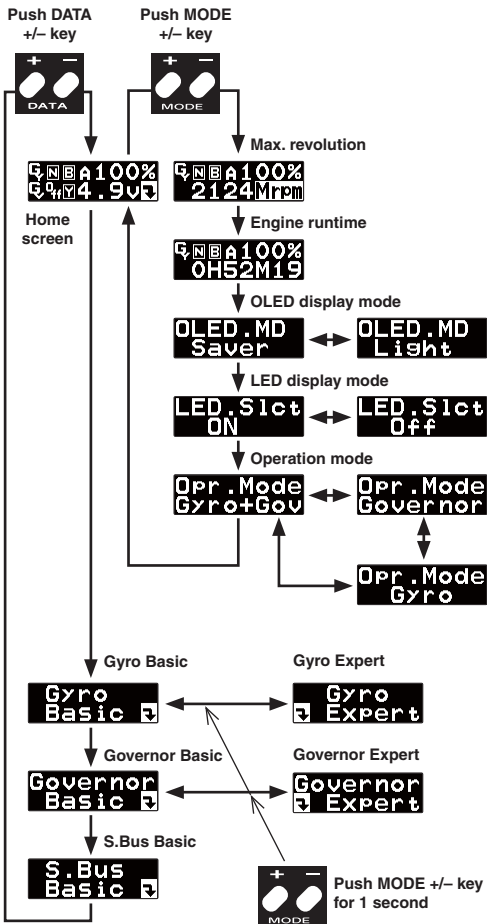 Push DATA
+/– key
Push MODE
+/– key
+ –
DATA
+ –
MODE
Max. revolution
A100%
4.9v
N B A100%
2124Mrpm
Home
screen
Engine runtime
N B A100%
0H52M19
OLED display mode
OLED.MD
Saver
OLED.MD
Light
LED display mode
LED.Slct
ON
LED.Slct
Off
Operation mode
Opr.Mode
Gyro+Gov
Opr.Mode
Governor
Opr.Mode
Gyro
Gyro Basic
Gyro Expert
Gyro
Basic
Gyro
Expert
Governor Basic
Governor Expert
Governor
Basic
Governor
Expert
S.Bus Basic
S.Bus
Basic
+ –
MODE
Push MODE +/– key
for 1 second